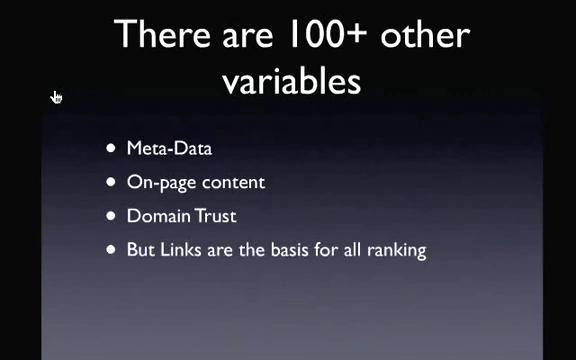 There are 100+ other
variables
Meta-Data
On-page content
Domain Trust
But Links are the basis for all ranking